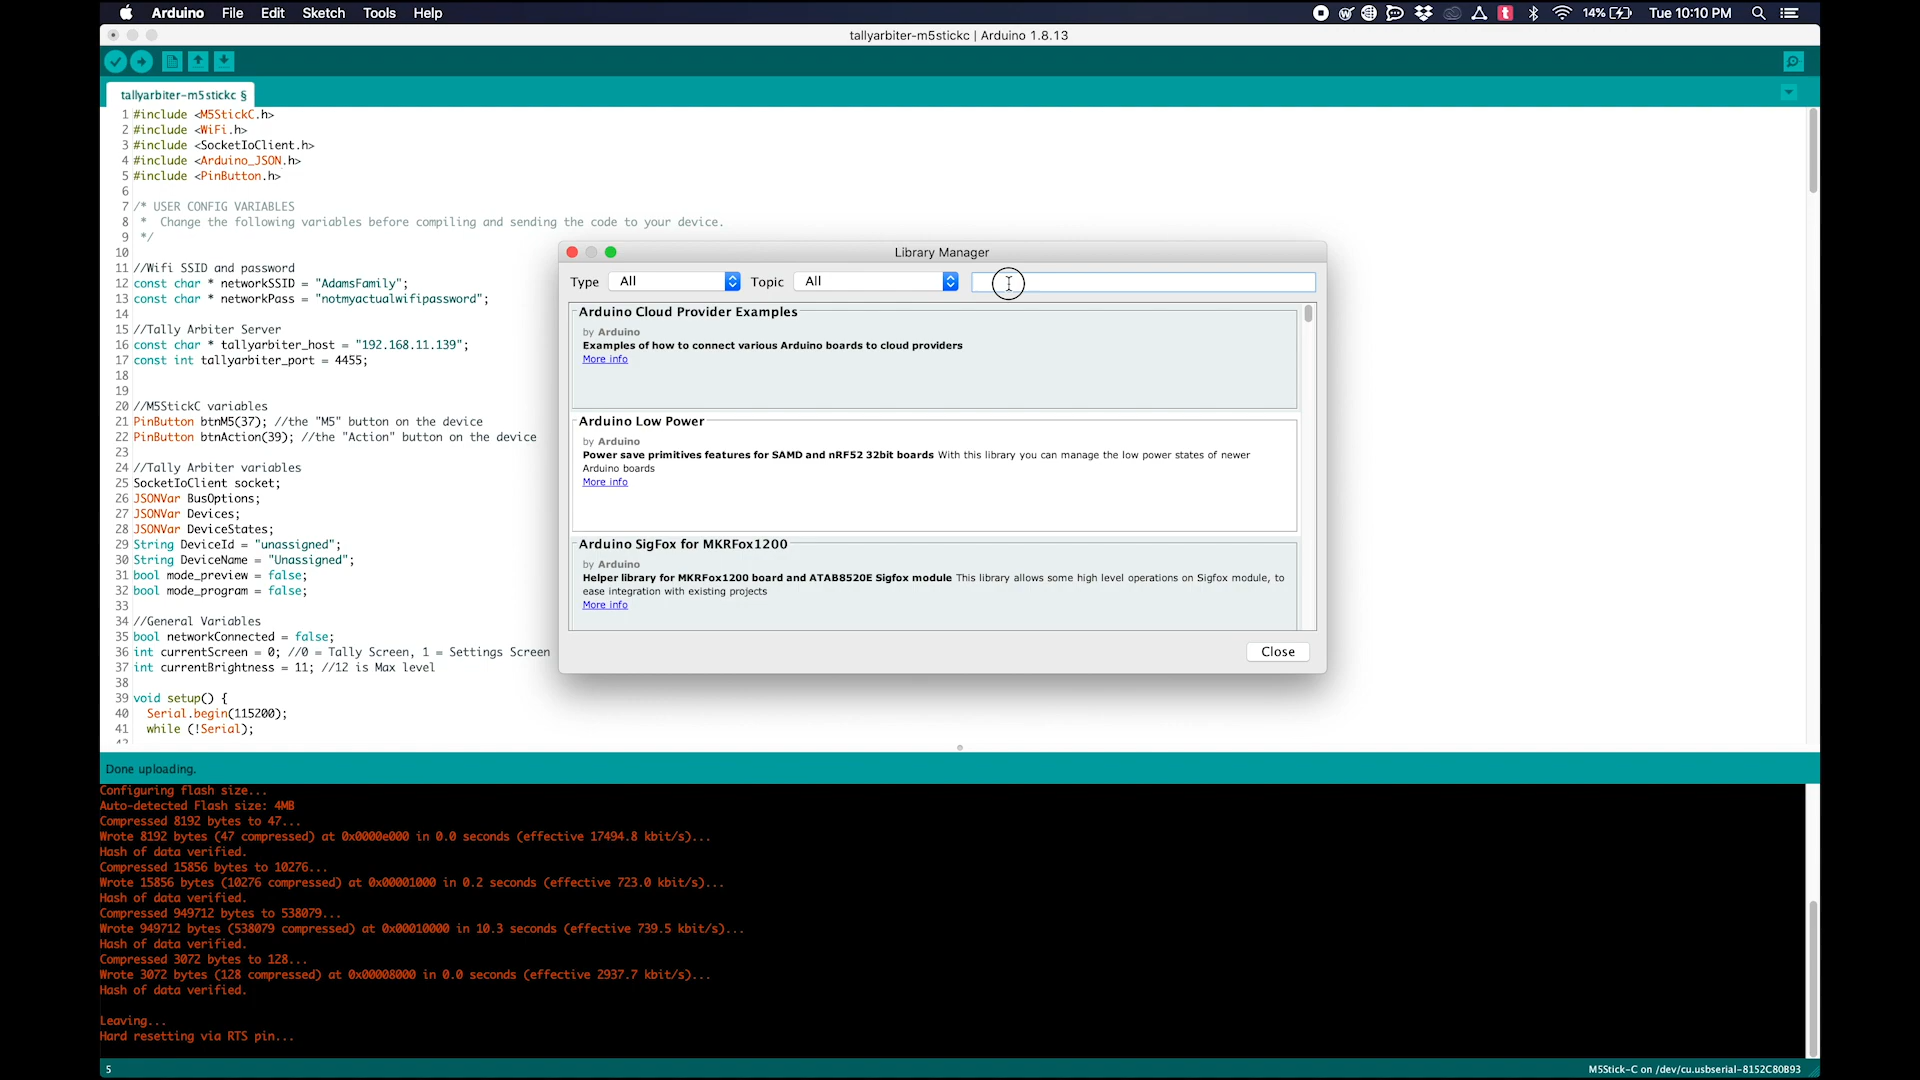 Arduino File Edit Sketch Tools Help
14% Tue 10:10 PM
tallyarbiter-m5stickc | Arduino 1.8.13
tallyarbiter-m5stickc §
1 #include <M5StickC.h>
2 #include <WiFi.h>
3 #include <SocketIoClient.h>
4 #include <Arduino_JSON.h>
5 #include <PinButton.h>
6
7 /* USER CONFIG VARIABLES
8 * Change the following variables before compiling and sending the code to your device.
9 */
10
11 //Wifi SSID and password
12 const char * networkSSID = "AdamsFamily";
13 const char * networkPass = "notmyactualwifipassword";
14
15 //Tally Arbiter Server
16 const char * tallyarbiter_host = "192.168.11.139";
17 const int tallyarbiter_port = 4455;
18
19
20 //M5StickC variables
21 PinButton btnM5(37); //the "M5" button on the device
22 PinButton btnAction(39); //the "Action" button on the device
23
24 //Tally Arbiter variables
25 SocketIoClient socket;
26 JSONVar BusOptions;
27 JSONVar Devices;
28 JSONVar DeviceStates;
29 String DeviceId = "unassigned";
30 String DeviceName = "Unassigned";
31 bool mode_preview = false;
32 bool mode_program = false;
33
34 //General Variables
35 bool networkConnected = false;
36 int currentScreen = 0; //0 = Tally Screen, 1 = Settings Screen
37 int currentBrightness = 11; //12 is Max level
38
39 void setup() {
40 Serial.begin(115200);
41 while (!Serial);
Library Manager
Type All Topic All
Arduino Cloud Provider Examples
by Arduino
Examples of how to connect various Arduino boards to cloud providers
More info
Arduino Low Power
by Arduino
Power save primitives features for SAMD and nRF52 32bit boards With this library you can manage the low power states of newer
Arduino boards
More info
Arduino SigFox for MKRFox1200
by Arduino
Helper library for MKRFox1200 board and ATAB8520E Sigfox module This library allows some high level operations on Sigfox module, to
ease integration with existing projects
More info
Close
Done uploading.
Configuring flash size...
Auto-detected Flash size: 4MB
Compressed 8192 bytes to 47...
Wrote 8192 bytes (47 compressed) at 0x0000e000 in 0.0 seconds (effective 17494.8 kbit/s)...
Hash of data verified.
Compressed 15856 bytes to 10276...
Wrote 15856 bytes (10276 compressed) at 0x00001000 in 0.2 seconds (effective 723.0 kbit/s)...
Hash of data verified.
Compressed 949712 bytes to 538079...
Wrote 949712 bytes (538079 compressed) at 0x00010000 in 10.3 seconds (effective 739.5 kbit/s)...
Hash of data verified.
Compressed 3072 bytes to 128...
Wrote 3072 bytes (128 compressed) at 0x00008000 in 0.0 seconds (effective 2937.7 kbit/s)...
Hash of data verified.
Leaving...
Hard resetting via RTS pin...
5
M5Stick-C on /dev/cu.usbserial-8152C80B93